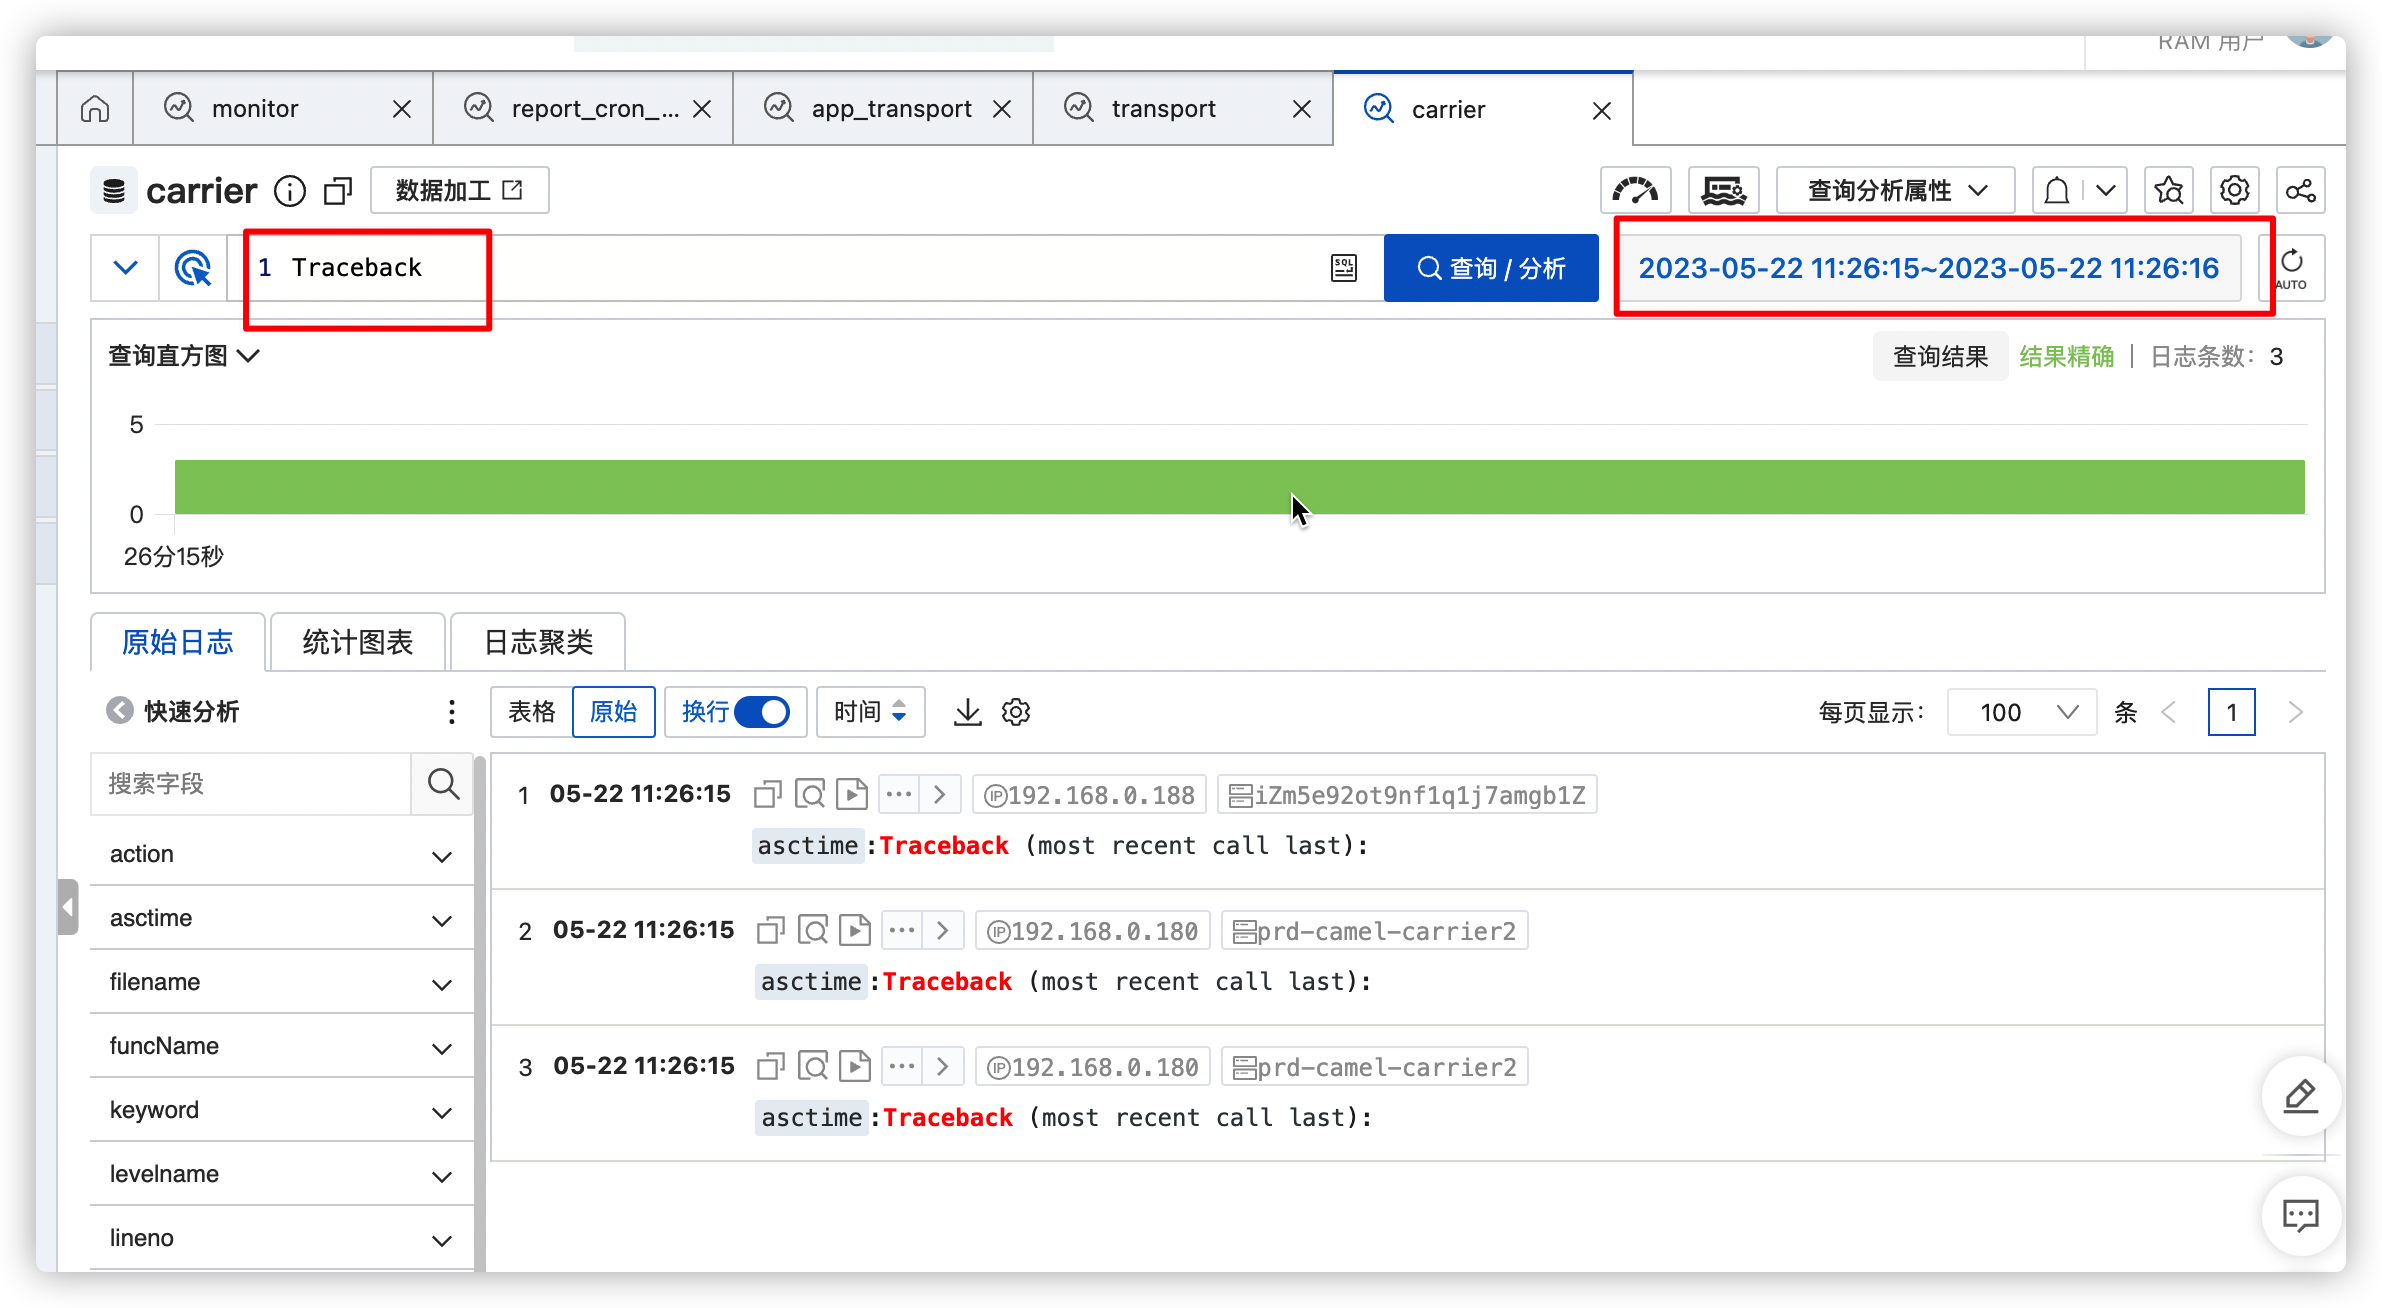 RAM 用户
monitor
report_cron_...
app_transport
transport
carrier
carrier
数据加工
查询分析属性
1 Traceback
SQL
查询 / 分析
2023-05-22 11:26:15~2023-05-22 11:26:16
AUTO
查询直方图
查询结果 结果精确 | 日志条数: 3
5
0
26分15秒
原始日志
统计图表
日志聚类
快速分析
表格
原始
换行
时间
每页显示:
100
条
1
搜索字段
action
asctime
filename
funcName
keyword
levelname
lineno
1 05-22 11:26:15 ... > IP 192.168.0.188 iZm5e92ot9nf1q1j7amgb1Z
asctime:Traceback (most recent call last):
2 05-22 11:26:15 ... > IP 192.168.0.180 prd-camel-carrier2
asctime:Traceback (most recent call last):
3 05-22 11:26:15 ... > IP 192.168.0.180 prd-camel-carrier2
asctime:Traceback (most recent call last):